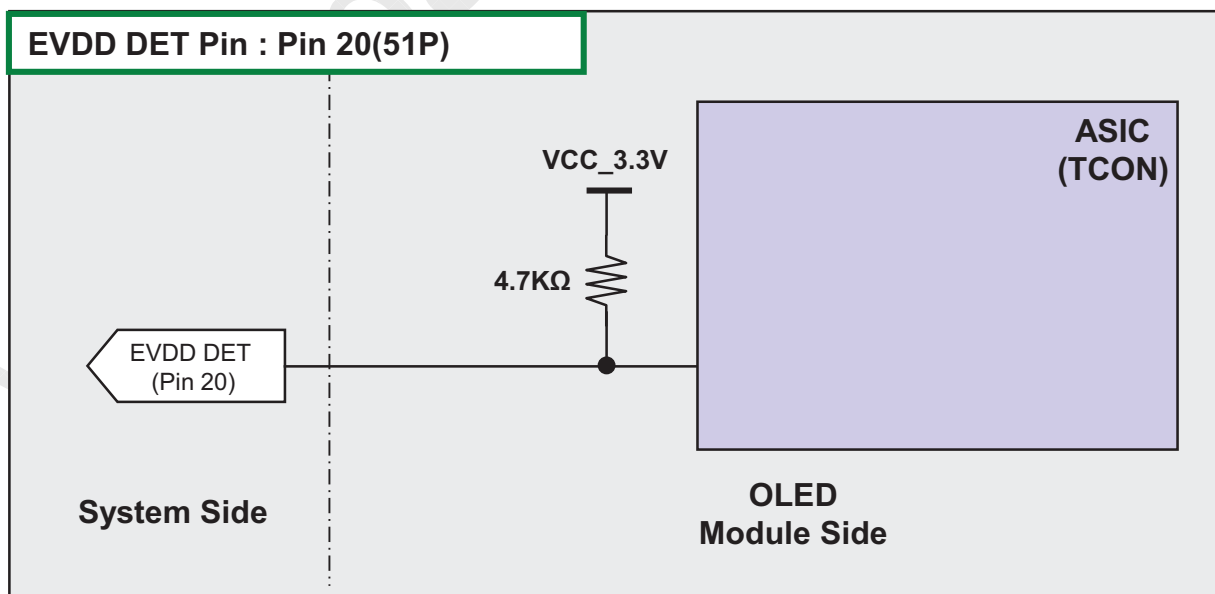 EVDD DET Pin : Pin 20(51P)
ASIC
(TCON)
VCC_3.3V
4.7KΩ
EVDD DET
(Pin 20)
System Side
OLED
Module Side